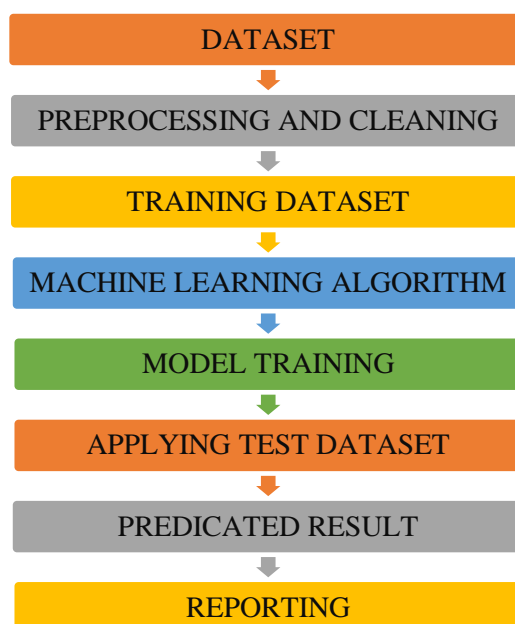 DATASET
PREPROCESSING AND CLEANING
TRAINING DATASET
MACHINE LEARNING ALGORITHM
MODEL TRAINING
APPLYING TEST DATASET
PREDICATED RESULT
REPORTING